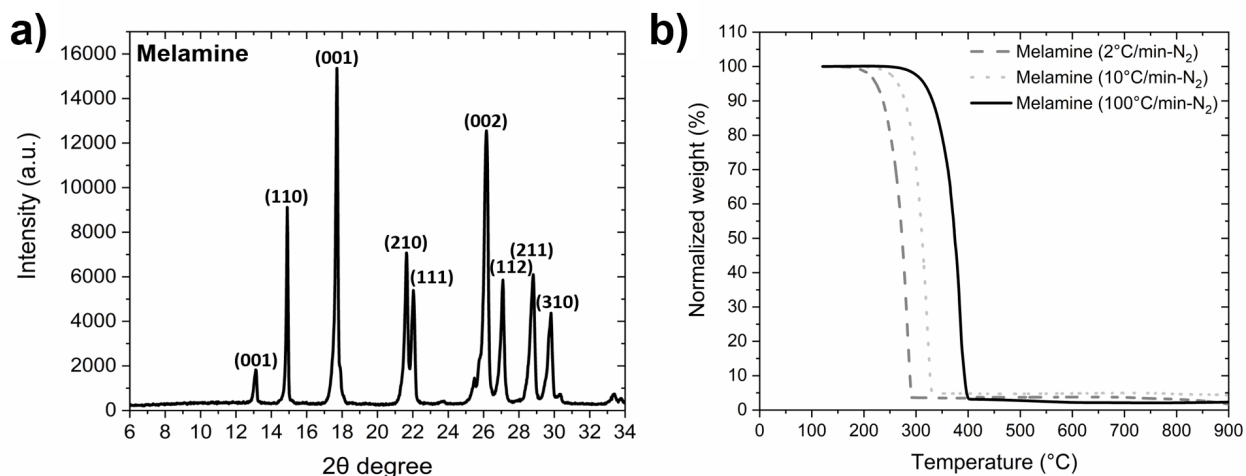 a)
Melamine
Intensity (a.u.)
16000
14000
12000
10000
8000
6000
4000
2000
0
(001)
(110)
(001)
(210)
(111)
(002)
(112)
(211)
(310)
6 8 10 12 14 16 18 20 22 24 26 28 30 32 34
2θ degree
b)
Melamine (2°C/min-N₂)
Melamine (10°C/min-N₂)
Melamine (100°C/min-N₂)
Normalized weight (%)
110
100
90
80
70
60
50
40
30
20
10
0
0 100 200 300 400 500 600 700 800 900
Temperature (°C)